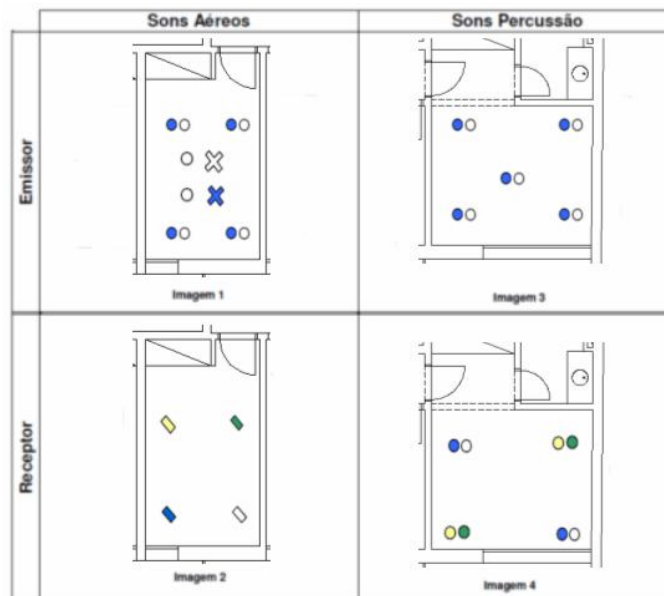 Sons Aéreos
Sons Percussão
Emissor
Imagem 1
Imagem 3
Receptor
Imagem 2
Imagem 4